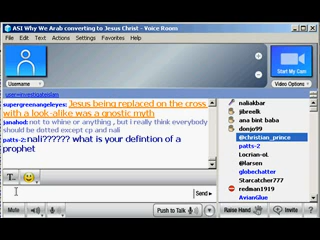 ASI Why We Arab converting to Jesus Christ - Voice Room
File Edit Text Actions Settings Favorites Help
Username
Start My Cam
Video Options
user=investigateislam
supergreenangeleyes: Jesus being replaced on the cross
with a look-alike was a gnostic myth
janahod: not to whine or anything , but i really think everybody
should be dotted except cp and nali
patts-2: nali?????? what is your defintion of a
prophet
naliakbar
jibreelk
ana bint baba
donjo99
@christian_prince
patts-2
Locrian-oL
@larsen
globechatter
5tarcatcher777
redman1919
AvianGlue
T
Send
Mute
Push to Talk
Raise Hand
Invite